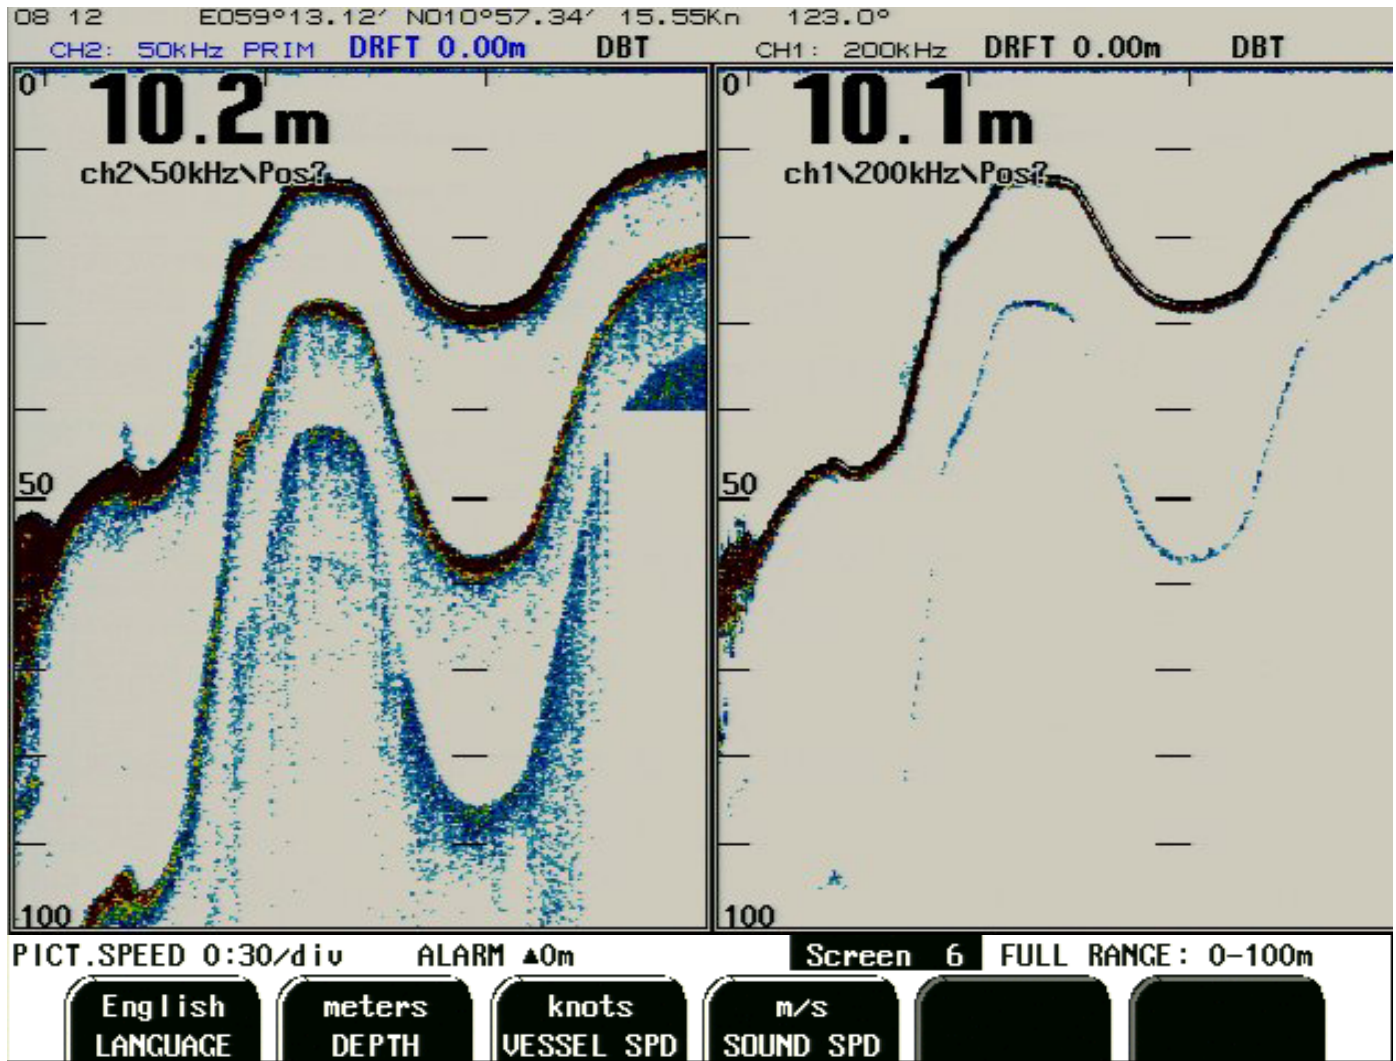 08 12 E059°13.12′ N010°57.34′ 15.55Kn 123.0°
CH2: 50KHZ PRIM DRFT 0.00m DBT CH1: 200KHZ DRFT 0.00m DBT
0 10.2m
ch2\50kHz\Pos?
50
100
0 10.1m
ch1\200kHz\Pos?
50
100
PICT.SPEED 0:30/div ALARM ▲0m Screen 6 FULL RANGE: 0-100m
English meters knots m/s
LANGUAGE DEPTH VESSEL SPD SOUND SPD